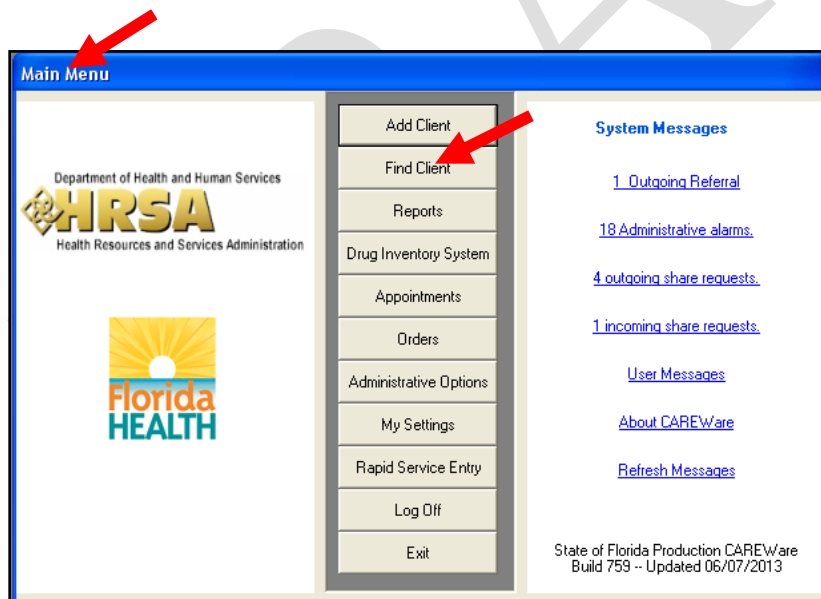 Main Menu
Department of Health and Human Services
HRSA
Health Resources and Services Administration
Florida
HEALTH
Add Client
Find Client
Reports
Drug Inventory System
Appointments
Orders
Administrative Options
My Settings
Rapid Service Entry
Log Off
Exit
System Messages
1 Outgoing Referral
18 Administrative alarms.
4 outgoing share requests.
1 incoming share requests.
User Messages
About CAREWare
Refresh Messages
State of Florida Production CAREWare
Build 759 -- Updated 06/07/2013